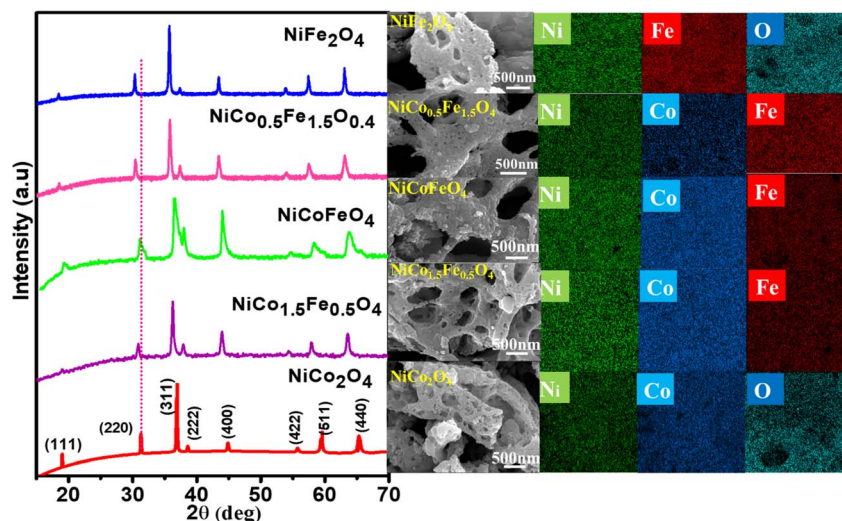 NiFe2O4
NiCo0.5Fe1.5O0.4
NiCoFeO4
NiCo1.5Fe0.5O4
NiCo2O4
(111)
(220)
(311)
(222)
(400)
(422)
(511)
(440)
Intensity (a.u)
20 30 40 50 60 70
2θ (deg)
NiFe2O4
500nm
Ni Fe O
NiCo0.5Fe1.5O4
500nm
Ni Co Fe
NiCoFeO4
500nm
Ni Co Fe
NiCo1.5Fe0.5O4
500nm
Ni Co Fe
NiCo2O4
500nm
Ni Co O